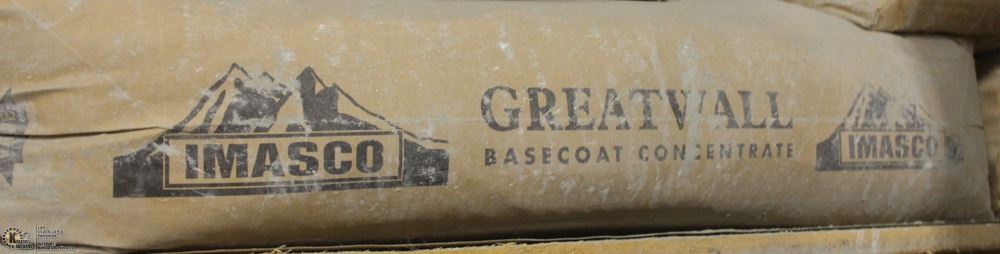 IMASCO
GREATWALL
BASECOAT CONCENTRATE
IMASCO